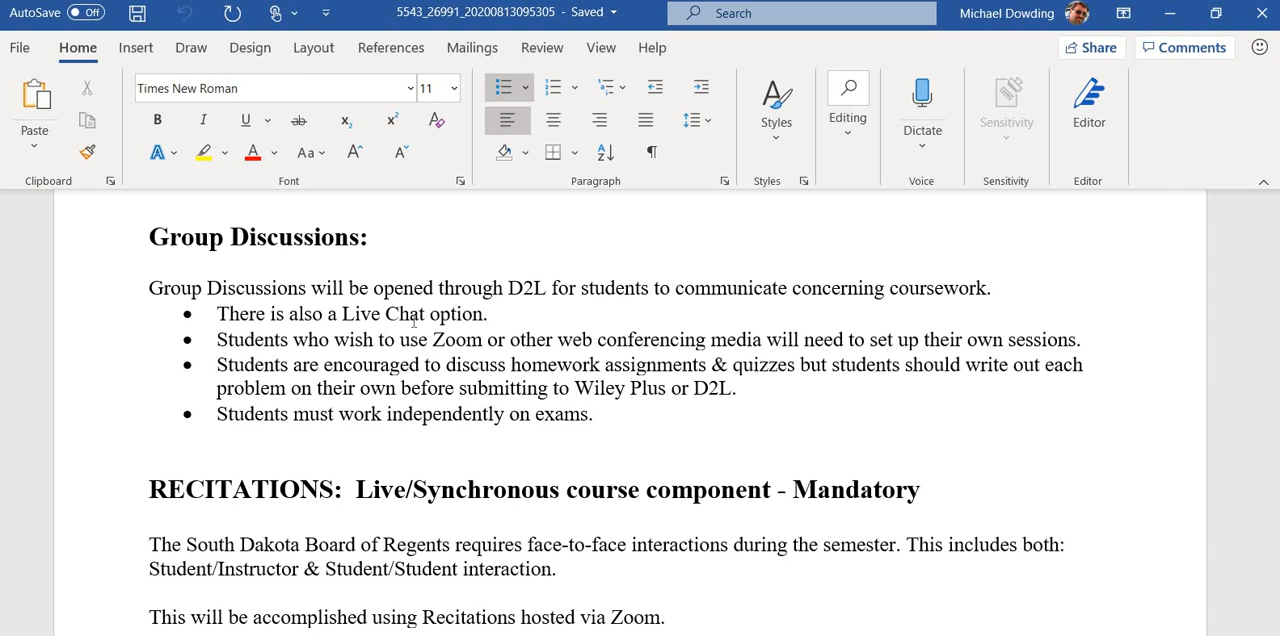 AutoSave Off 5543_26991_20200813095305 - Saved Search Michael Dowding
File Home Insert Draw Design Layout References Mailings Review View Help Share Comments
Times New Roman 11
B I U ab x₂ x² A
A A Aa A A A Z ¶
Paste Styles Editing Dictate Sensitivity Editor
Clipboard Font Paragraph Styles Voice Sensitivity Editor
Group Discussions:
Group Discussions will be opened through D2L for students to communicate concerning coursework.
• There is also a Live Chat option.
• Students who wish to use Zoom or other web conferencing media will need to set up their own sessions.
• Students are encouraged to discuss homework assignments & quizzes but students should write out each
problem on their own before submitting to Wiley Plus or D2L.
• Students must work independently on exams.
RECITATIONS: Live/Synchronous course component - Mandatory
The South Dakota Board of Regents requires face-to-face interactions during the semester. This includes both:
Student/Instructor & Student/Student interaction.
This will be accomplished using Recitations hosted via Zoom.